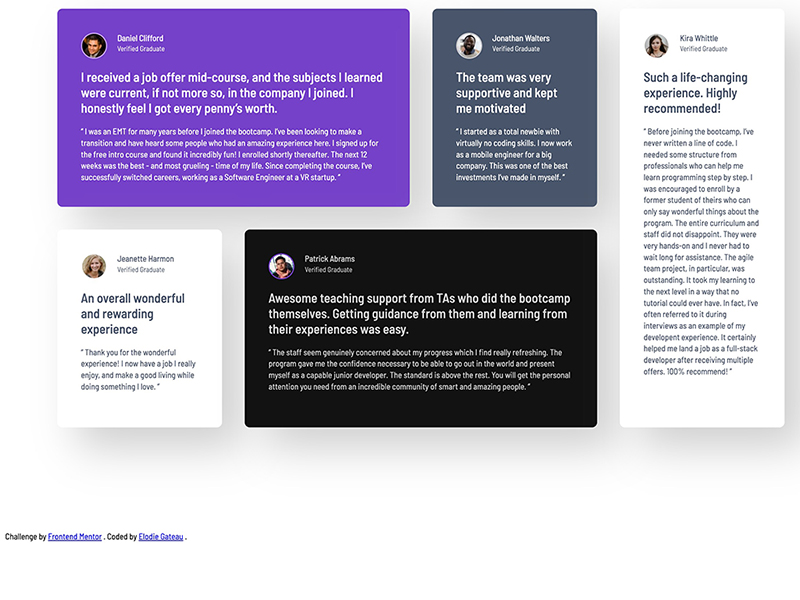 Daniel Clifford
Verified Graduate
I received a job offer mid-course, and the subjects I learned
were current, if not more so, in the company I joined. I
honestly feel I got every penny's worth.
" I was an EMT for many years before I joined the bootcamp. I've been looking to make a
transition and have heard some people who had an amazing experience here. I signed up for
the free intro course and found it incredibly fun! I enrolled shortly thereafter. The next 12
weeks was the best - and most grueling - time of my life. Since completing the course, I've
successfully switched careers, working as a Software Engineer at a VR startup. "
Jonathan Walters
Verified Graduate
The team was very
supportive and kept
me motivated
" I started as a total newbie with
virtually no coding skills. I now work
as a mobile engineer for a big
company. This was one of the best
investments I've made in myself. "
Kira Whittle
Verified Graduate
Such a life-changing
experience. Highly
recommended!
" Before joining the bootcamp, I've
never written a line of code. I
needed some structure from
professionals who can help me
learn programming step by step. I
was encouraged to enroll by a
former student of theirs who can
only say wonderful things about the
program. The entire curriculum and
staff did not disappoint. They were
very hands-on and I never had to
wait long for assistance. The agile
team project, in particular, was
outstanding. It took my learning to
the next level in a way that no
tutorial could ever have. In fact, I've
often referred to it during
interviews as an example of my
developent experience. It certainly
helped me land a job as a full-stack
developer after receiving multiple
offers. 100% recommend! "
Jeanette Harmon
Verified Graduate
An overall wonderful
and rewarding
experience
" Thank you for the wonderful
experience! I now have a job I really
enjoy, and make a good living while
doing something I love. "
Patrick Abrams
Verified Graduate
Awesome teaching support from TAs who did the bootcamp
themselves. Getting guidance from them and learning from
their experiences was easy.
" The staff seem genuinely concerned about my progress which I find really refreshing. The
program gave me the confidence necessary to be able to go out in the world and present
myself as a capable junior developer. The standard is above the rest. You will get the personal
attention you need from an incredible community of smart and amazing people. "
Challenge by Frontend Mentor . Coded by Elodie Gateau .